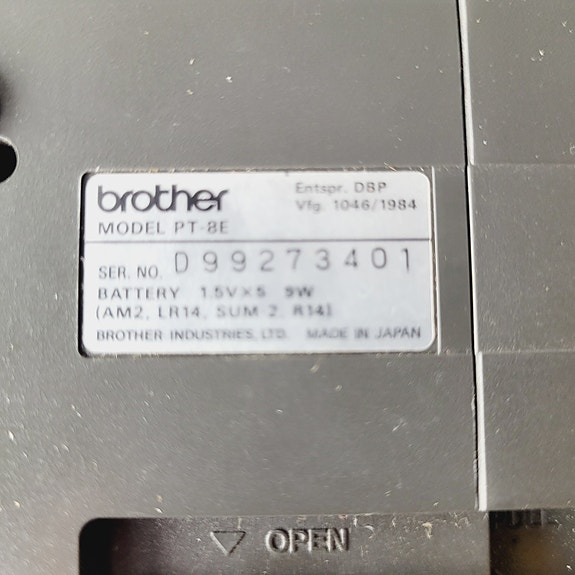 brother
MODEL PT-8E
Entspr. DBP
Vfg. 1046/1984
SER. NO. D99273401
BATTERY 1.5V×5 9W
(AM2, LR14, SUM 2, R14)
BROTHER INDUSTRIES, LTD. MADE IN JAPAN
▽ OPEN